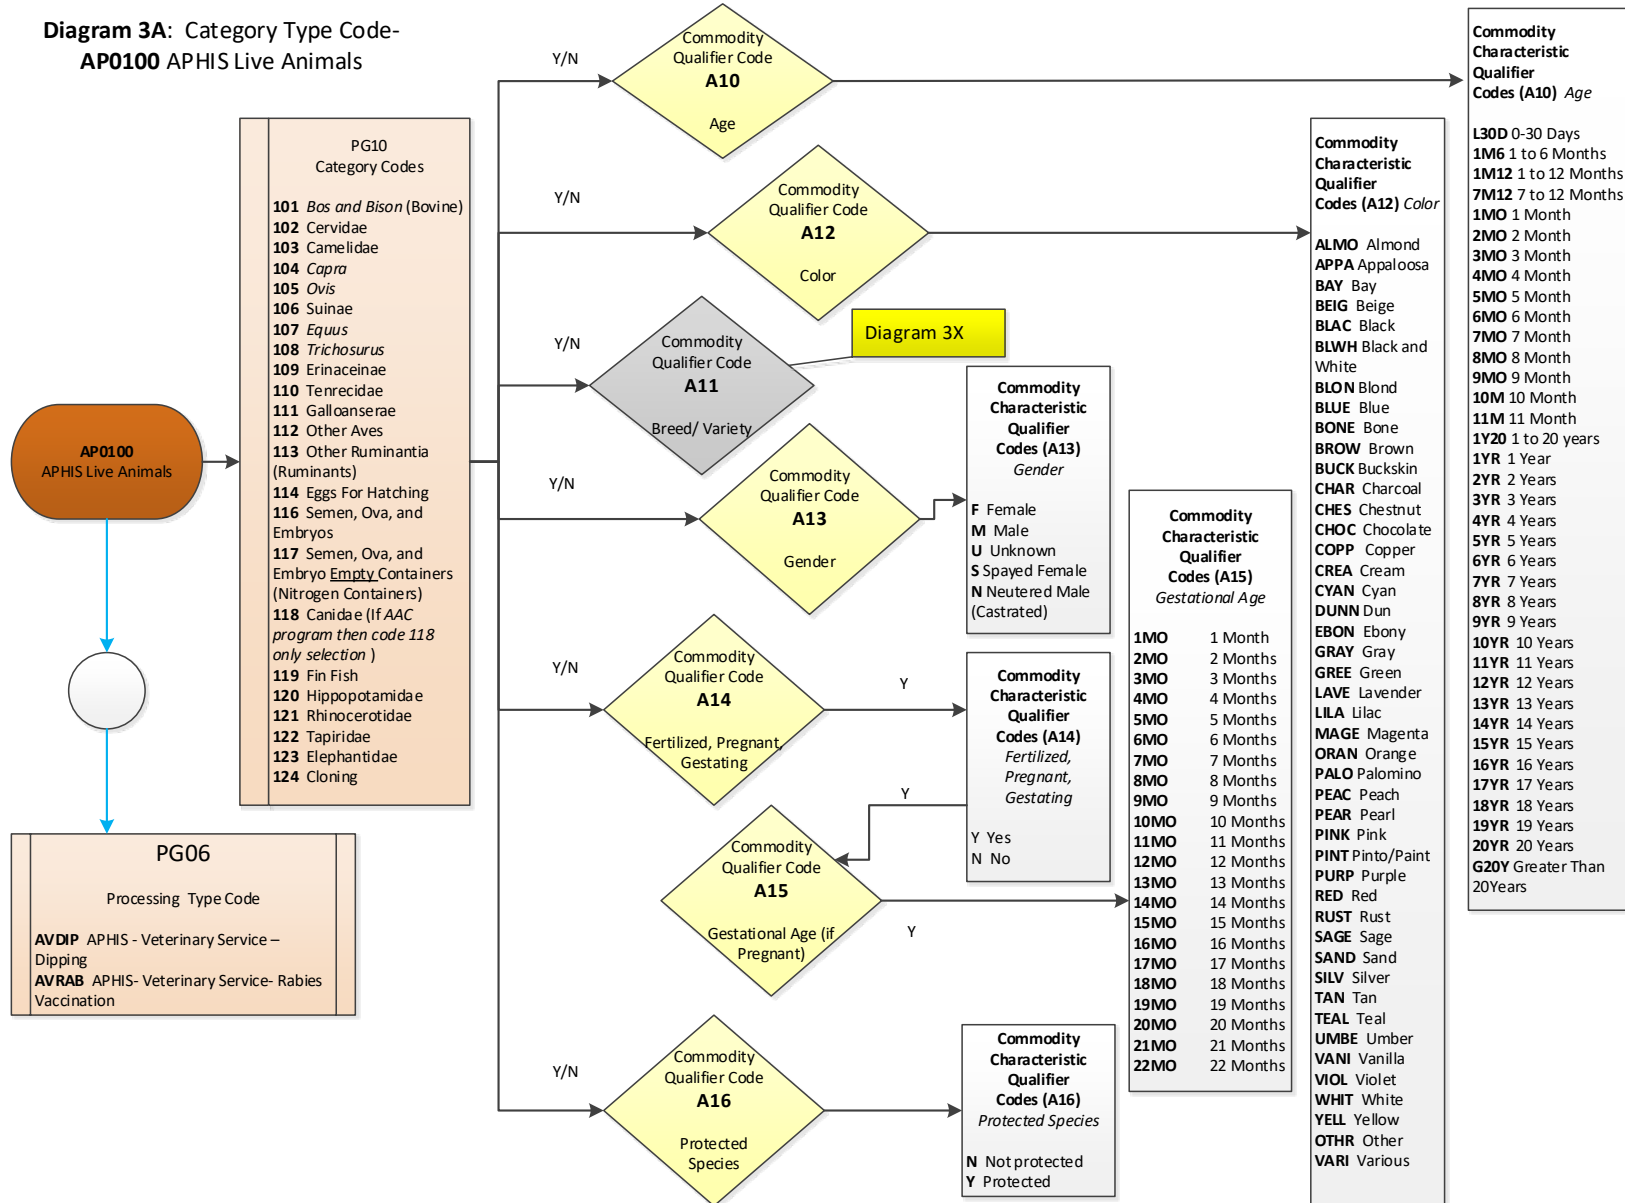 Diagram 3A: Category Type Code-
AP0100 APHIS Live Animals
AP0100
APHIS Live Animals
PG06
Processing Type Code
AVDIP APHIS - Veterinary Service –
Dipping
AVRAB APHIS- Veterinary Service- Rabies
Vaccination
PG10
Category Codes
101 Bos and Bison (Bovine)
102 Cervidae
103 Camelidae
104 Capra
105 Ovis
106 Suinae
107 Equus
108 Trichosurus
109 Erinaceinae
110 Tenrecidae
111 Galloanserae
112 Other Aves
113 Other Ruminantia
(Ruminants)
114 Eggs For Hatching
116 Semen, Ova, and
Embryos
117 Semen, Ova, and
Embryo Empty Containers
(Nitrogen Containers)
118 Canidae (If AAC
program then code 118
only selection )
119 Fin Fish
120 Hippopotamidae
121 Rhinocerotidae
122 Tapiridae
123 Elephantidae
124 Cloning
Y/N
Commodity
Qualifier Code
A10
Age
Y/N
Commodity
Qualifier Code
A12
Color
Y/N
Commodity
Qualifier Code
A11
Breed/ Variety
Diagram 3X
Y/N
Commodity
Qualifier Code
A13
Gender
Commodity
Characteristic
Qualifier
Codes (A13)
Gender
F Female
M Male
U Unknown
S Spayed Female
N Neutered Male
(Castrated)
Y/N
Commodity
Qualifier Code
A14
Fertilized, Pregnant,
Gestating
Y
Commodity
Characteristic
Qualifier
Codes (A14)
Fertilized,
Pregnant,
Gestating
Y Yes
N No
Y
Commodity
Qualifier Code
A15
Gestational Age (if
Pregnant)
Y
Commodity
Characteristic
Qualifier
Codes (A15)
Gestational Age
1MO 1 Month
2MO 2 Months
3MO 3 Months
4MO 4 Months
5MO 5 Months
6MO 6 Months
7MO 7 Months
8MO 8 Months
9MO 9 Months
10MO 10 Months
11MO 11 Months
12MO 12 Months
13MO 13 Months
14MO 14 Months
15MO 15 Months
16MO 16 Months
17MO 17 Months
18MO 18 Months
19MO 19 Months
20MO 20 Months
21MO 21 Months
22MO 22 Months
Y/N
Commodity
Qualifier Code
A16
Protected
Species
Commodity
Characteristic
Qualifier
Codes (A16)
Protected Species
N Not protected
Y Protected
Commodity
Characteristic
Qualifier
Codes (A12) Color
ALMO Almond
APPA Appaloosa
BAY Bay
BEIG Beige
BLAC Black
BLWH Black and
White
BLON Blond
BLUE Blue
BONE Bone
BROW Brown
BUCK Buckskin
CHAR Charcoal
CHES Chestnut
CHOC Chocolate
COPP Copper
CREA Cream
CYAN Cyan
DUNN Dun
EBON Ebony
GRAY Gray
GREE Green
LAVE Lavender
LILA Lilac
MAGE Magenta
ORAN Orange
PALO Palomino
PEAC Peach
PEAR Pearl
PINK Pink
PINT Pinto/Paint
PURP Purple
RED Red
RUST Rust
SAGE Sage
SAND Sand
SILV Silver
TAN Tan
TEAL Teal
UMBE Umber
VANI Vanilla
VIOL Violet
WHIT White
YELL Yellow
OTHR Other
VARI Various
Commodity
Characteristic
Qualifier
Codes (A10) Age
L30D 0-30 Days
1M6 1 to 6 Months
1M12 1 to 12 Months
7M12 7 to 12 Months
1MO 1 Month
2MO 2 Month
3MO 3 Month
4MO 4 Month
5MO 5 Month
6MO 6 Month
7MO 7 Month
8MO 8 Month
9MO 9 Month
10M 10 Month
11M 11 Month
1Y20 1 to 20 years
1YR 1 Year
2YR 2 Years
3YR 3 Years
4YR 4 Years
5YR 5 Years
6YR 6 Years
7YR 7 Years
8YR 8 Years
9YR 9 Years
10YR 10 Years
11YR 11 Years
12YR 12 Years
13YR 13 Years
14YR 14 Years
15YR 15 Years
16YR 16 Years
17YR 17 Years
18YR 18 Years
19YR 19 Years
20YR 20 Years
G20Y Greater Than
20Years